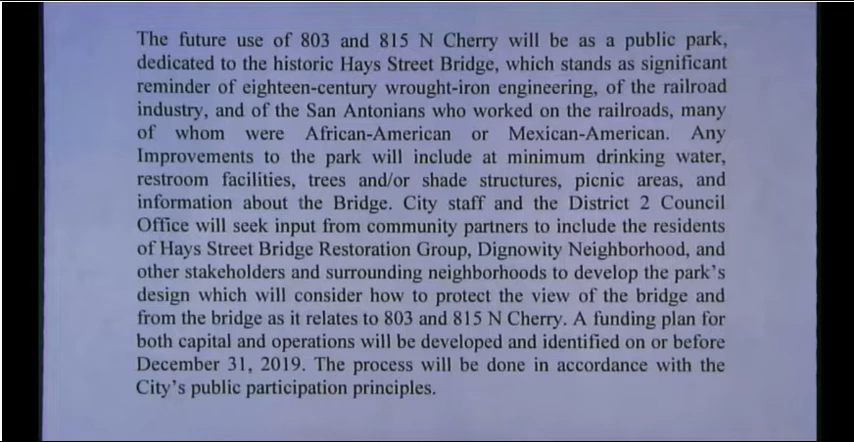 The future use of 803 and 815 N Cherry will be as a public park,
dedicated to the historic Hays Street Bridge, which stands as significant
reminder of eighteen-century wrought-iron engineering, of the railroad
industry, and of the San Antonians who worked on the railroads, many
of whom were African-American or Mexican-American. Any
Improvements to the park will include at minimum drinking water,
restroom facilities, trees and/or shade structures, picnic areas, and
information about the Bridge. City staff and the District 2 Council
Office will seek input from community partners to include the residents
of Hays Street Bridge Restoration Group, Dignowity Neighborhood, and
other stakeholders and surrounding neighborhoods to develop the park's
design which will consider how to protect the view of the bridge and
from the bridge as it relates to 803 and 815 N Cherry. A funding plan for
both capital and operations will be developed and identified on or before
December 31, 2019. The process will be done in accordance with the
City's public participation principles.